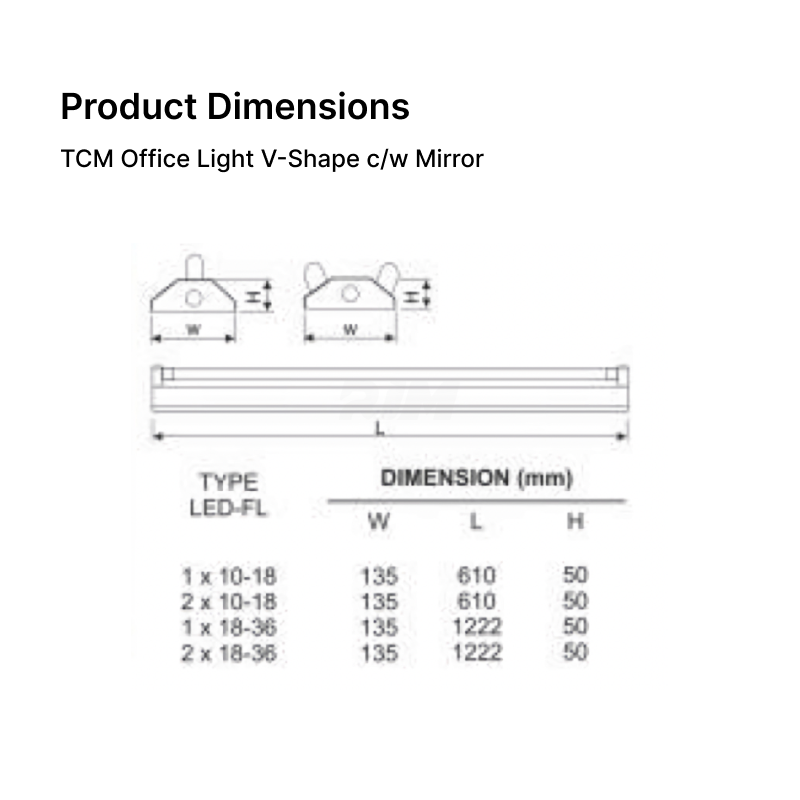 Product Dimensions
TCM Office Light V-Shape c/w Mirror
H H
W W
L
TYPE DIMENSION (mm)
LED-FL
W L H
1 x 10-18 135 610 50
2 x 10-18 135 610 50
1 x 18-36 135 1222 50
2 x 18-36 135 1222 50